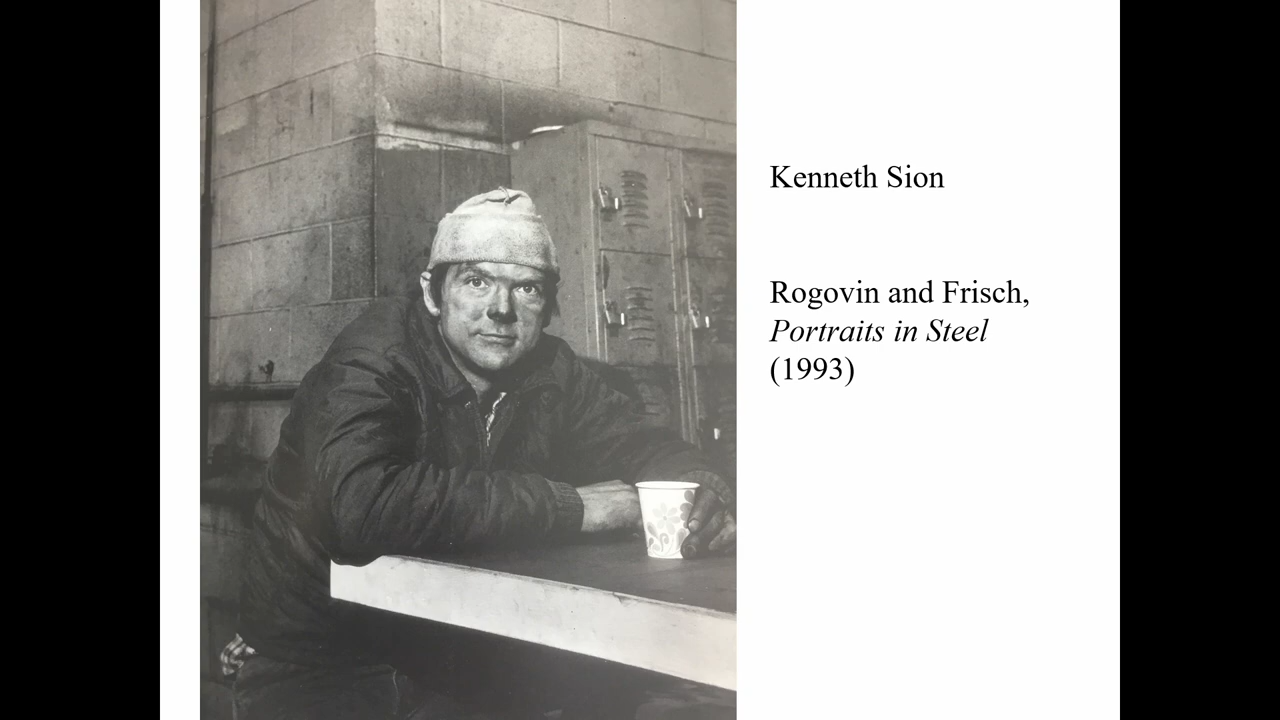 Kenneth Sion
Rogovin and Frisch,
Portraits in Steel
(1993)